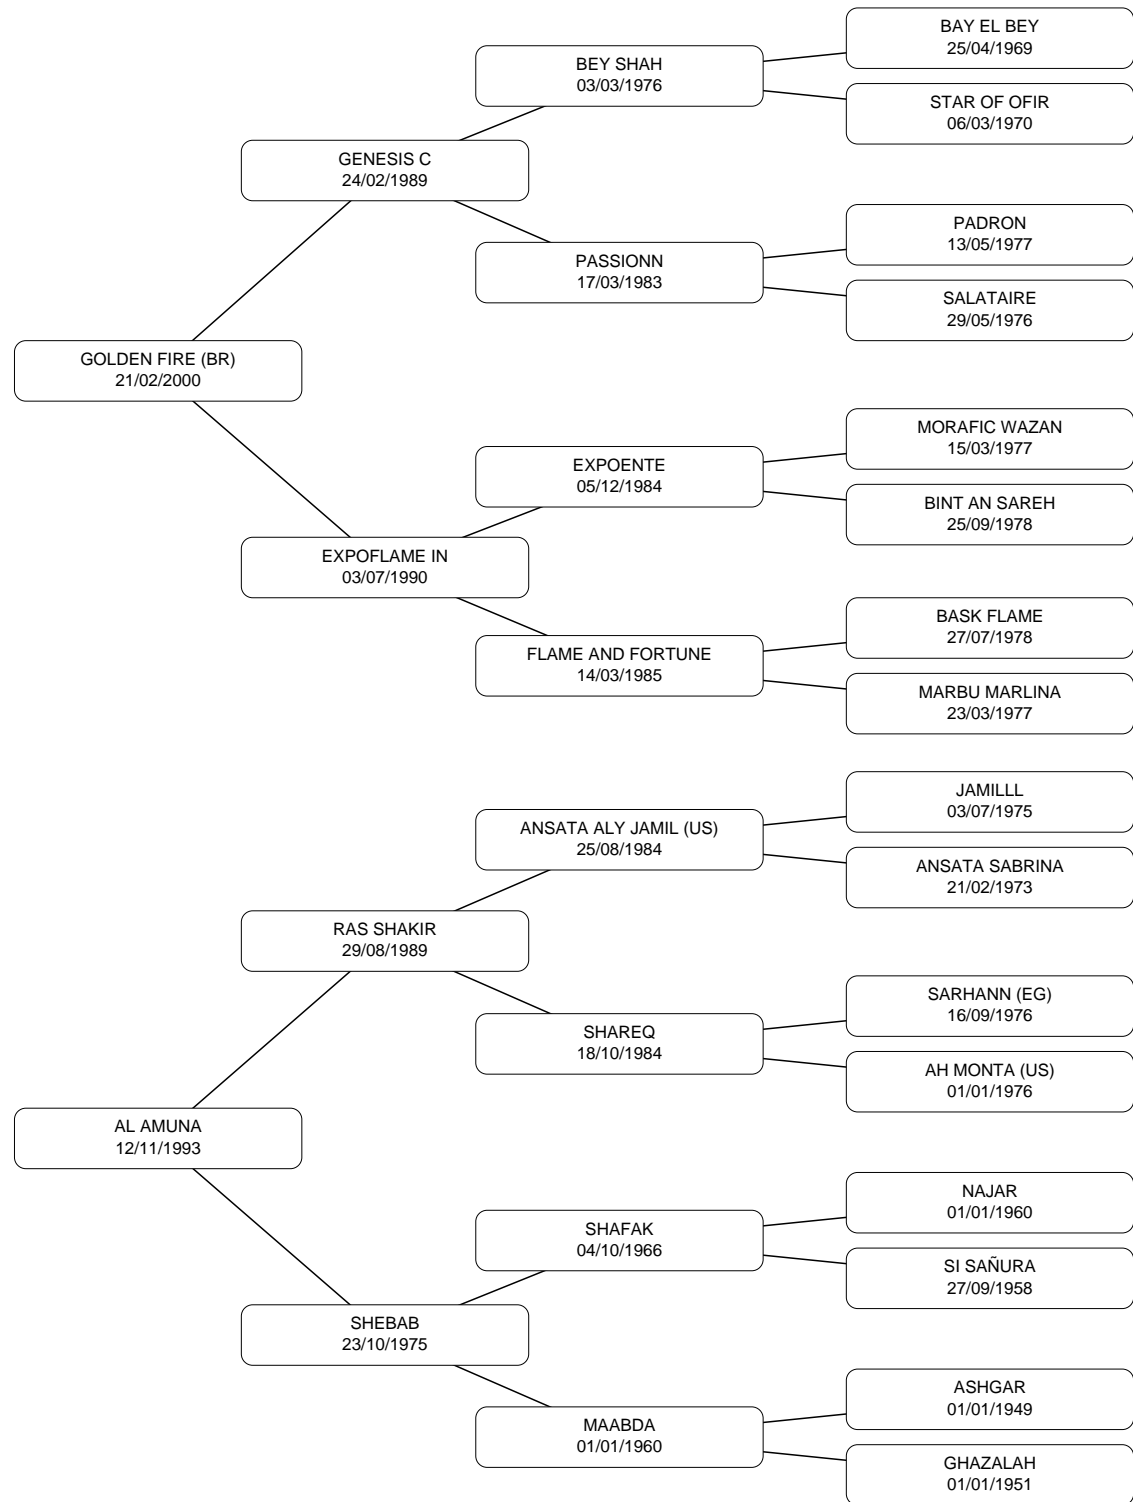 BAY EL BEY
25/04/1969
BEY SHAH
03/03/1976
STAR OF OFIR
06/03/1970
GENESIS C
24/02/1989
PADRON
13/05/1977
PASSIONN
17/03/1983
SALATAIRE
29/05/1976
GOLDEN FIRE (BR)
21/02/2000
MORAFIC WAZAN
15/03/1977
EXPOENTE
05/12/1984
BINT AN SAREH
25/09/1978
EXPOFLAME IN
03/07/1990
BASK FLAME
27/07/1978
FLAME AND FORTUNE
14/03/1985
MARBU MARLINA
23/03/1977
JAMILLL
03/07/1975
ANSATA ALY JAMIL (US)
25/08/1984
ANSATA SABRINA
21/02/1973
RAS SHAKIR
29/08/1989
SARHANN (EG)
16/09/1976
SHAREQ
18/10/1984
AH MONTA (US)
01/01/1976
AL AMUNA
12/11/1993
NAJAR
01/01/1960
SHAFAK
04/10/1966
SI SAÑURA
27/09/1958
SHEBAB
23/10/1975
ASHGAR
01/01/1949
MAABDA
01/01/1960
GHAZALAH
01/01/1951